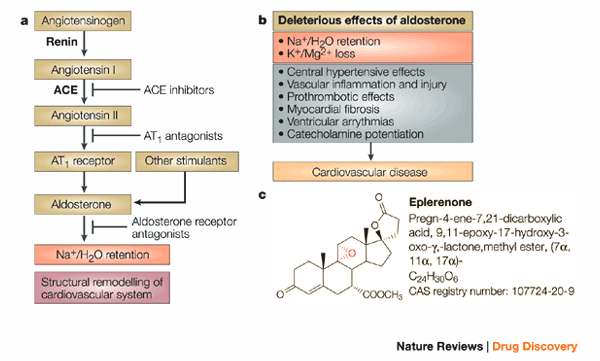 a
Angiotensinogen
Renin
Angiotensin I
ACE
ACE inhibitors
Angiotensin II
AT₁ antagonists
AT₁ receptor
Other stimulants
Aldosterone
Aldosterone receptor
antagonists
Na⁺/H₂O retention
Structural remodelling of
cardiovascular system
b
Deleterious effects of aldosterone
• Na⁺/H₂O retention
• K⁺/Mg²⁺ loss
• Central hypertensive effects
• Vascular inflammation and injury
• Prothrombotic effects
• Myocardial fibrosis
• Ventricular arrythmias
• Catecholamine potentiation
Cardiovascular disease
c
O
O
O
O
COOCH₃
Eplerenone
Pregn-4-ene-7,21-dicarboxylic
acid, 9,11-epoxy-17-hydroxy-3-
oxo-γ,-lactone,methyl ester, (7α,
11α, 17α)-
C₂₄H₃₀O₆
CAS registry number: 107724-20-9
Nature Reviews | Drug Discovery